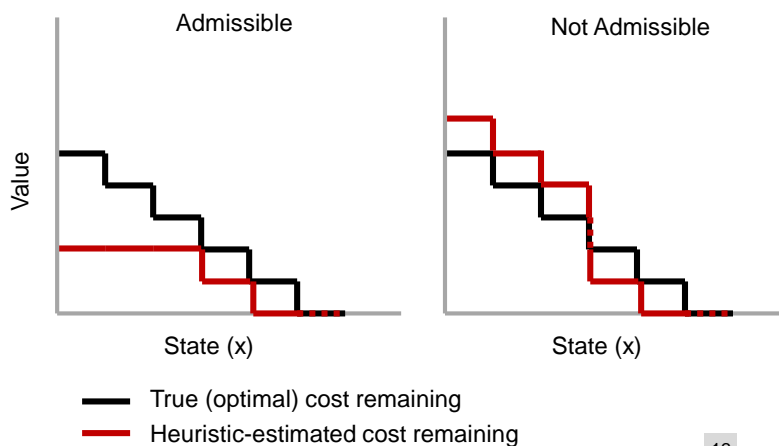 Admissible
Not Admissible
Value
State (x)
State (x)
True (optimal) cost remaining
Heuristic-estimated cost remaining